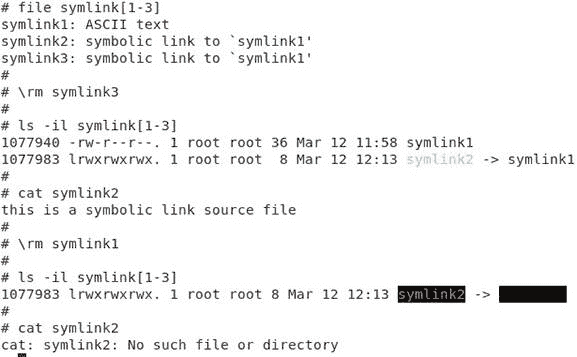 # file symlink[1-3]
symlink1: ASCII text
symlink2: symbolic link to `symlink1'
symlink3: symbolic link to `symlink1'
#
# \rm symlink3
#
# ls -il symlink[1-3]
1077940 -rw-r--r--. 1 root root 36 Mar 12 11:58 symlink1
1077983 lrwxrwxrwx. 1 root root  8 Mar 12 12:13 symlink2 -> symlink1
#
# cat symlink2
this is a symbolic link source file
#
# \rm symlink1
#
# ls -il symlink[1-3]
1077983 lrwxrwxrwx. 1 root root 8 Mar 12 12:13 symlink2 ->
#
# cat symlink2
cat: symlink2: No such file or directory